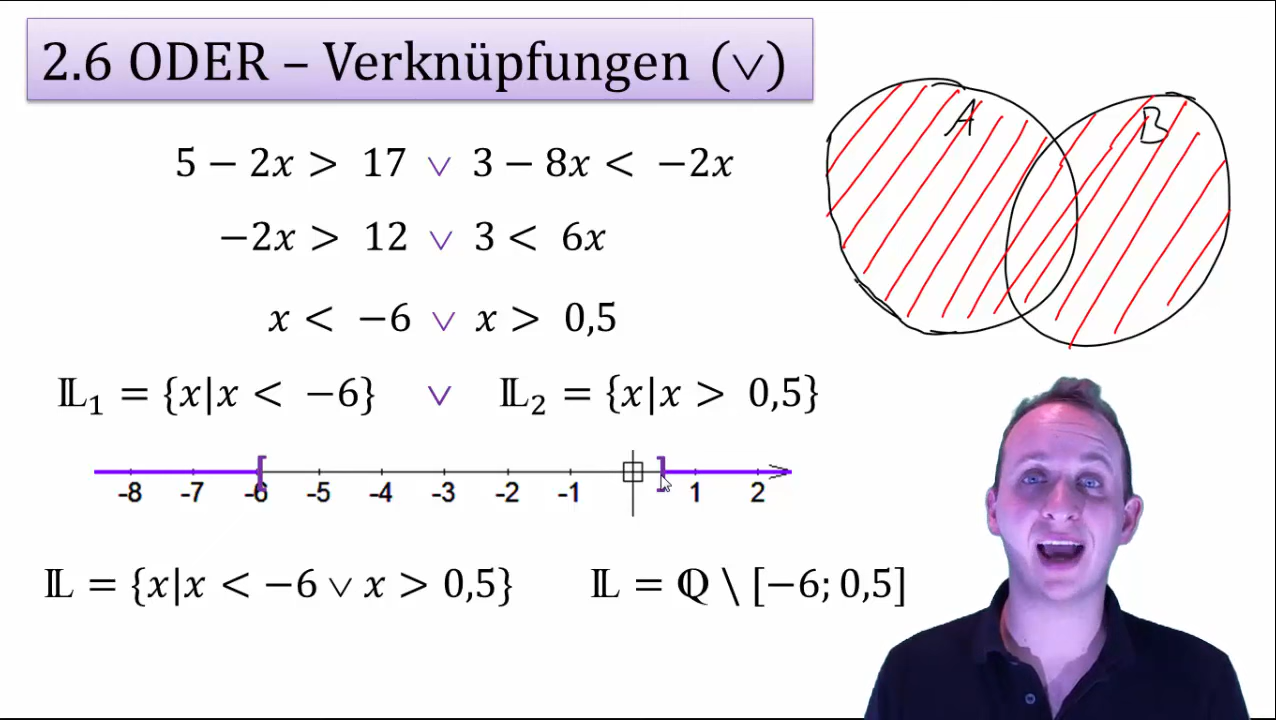 2.6 ODER – Verknüpfungen (∨)
A
B
5 − 2x > 17 ∨ 3 − 8x < −2x
−2x > 12 ∨ 3 < 6x
x < −6 ∨ x > 0,5
𝕃₁ = {x|x < −6} ∨ 𝕃₂ = {x|x > 0,5}
-8 -7 -6 -5 -4 -3 -2 -1 1 2
𝕃 = {x|x < −6 ∨ x > 0,5} 𝕃 = ℚ \ [−6; 0,5]